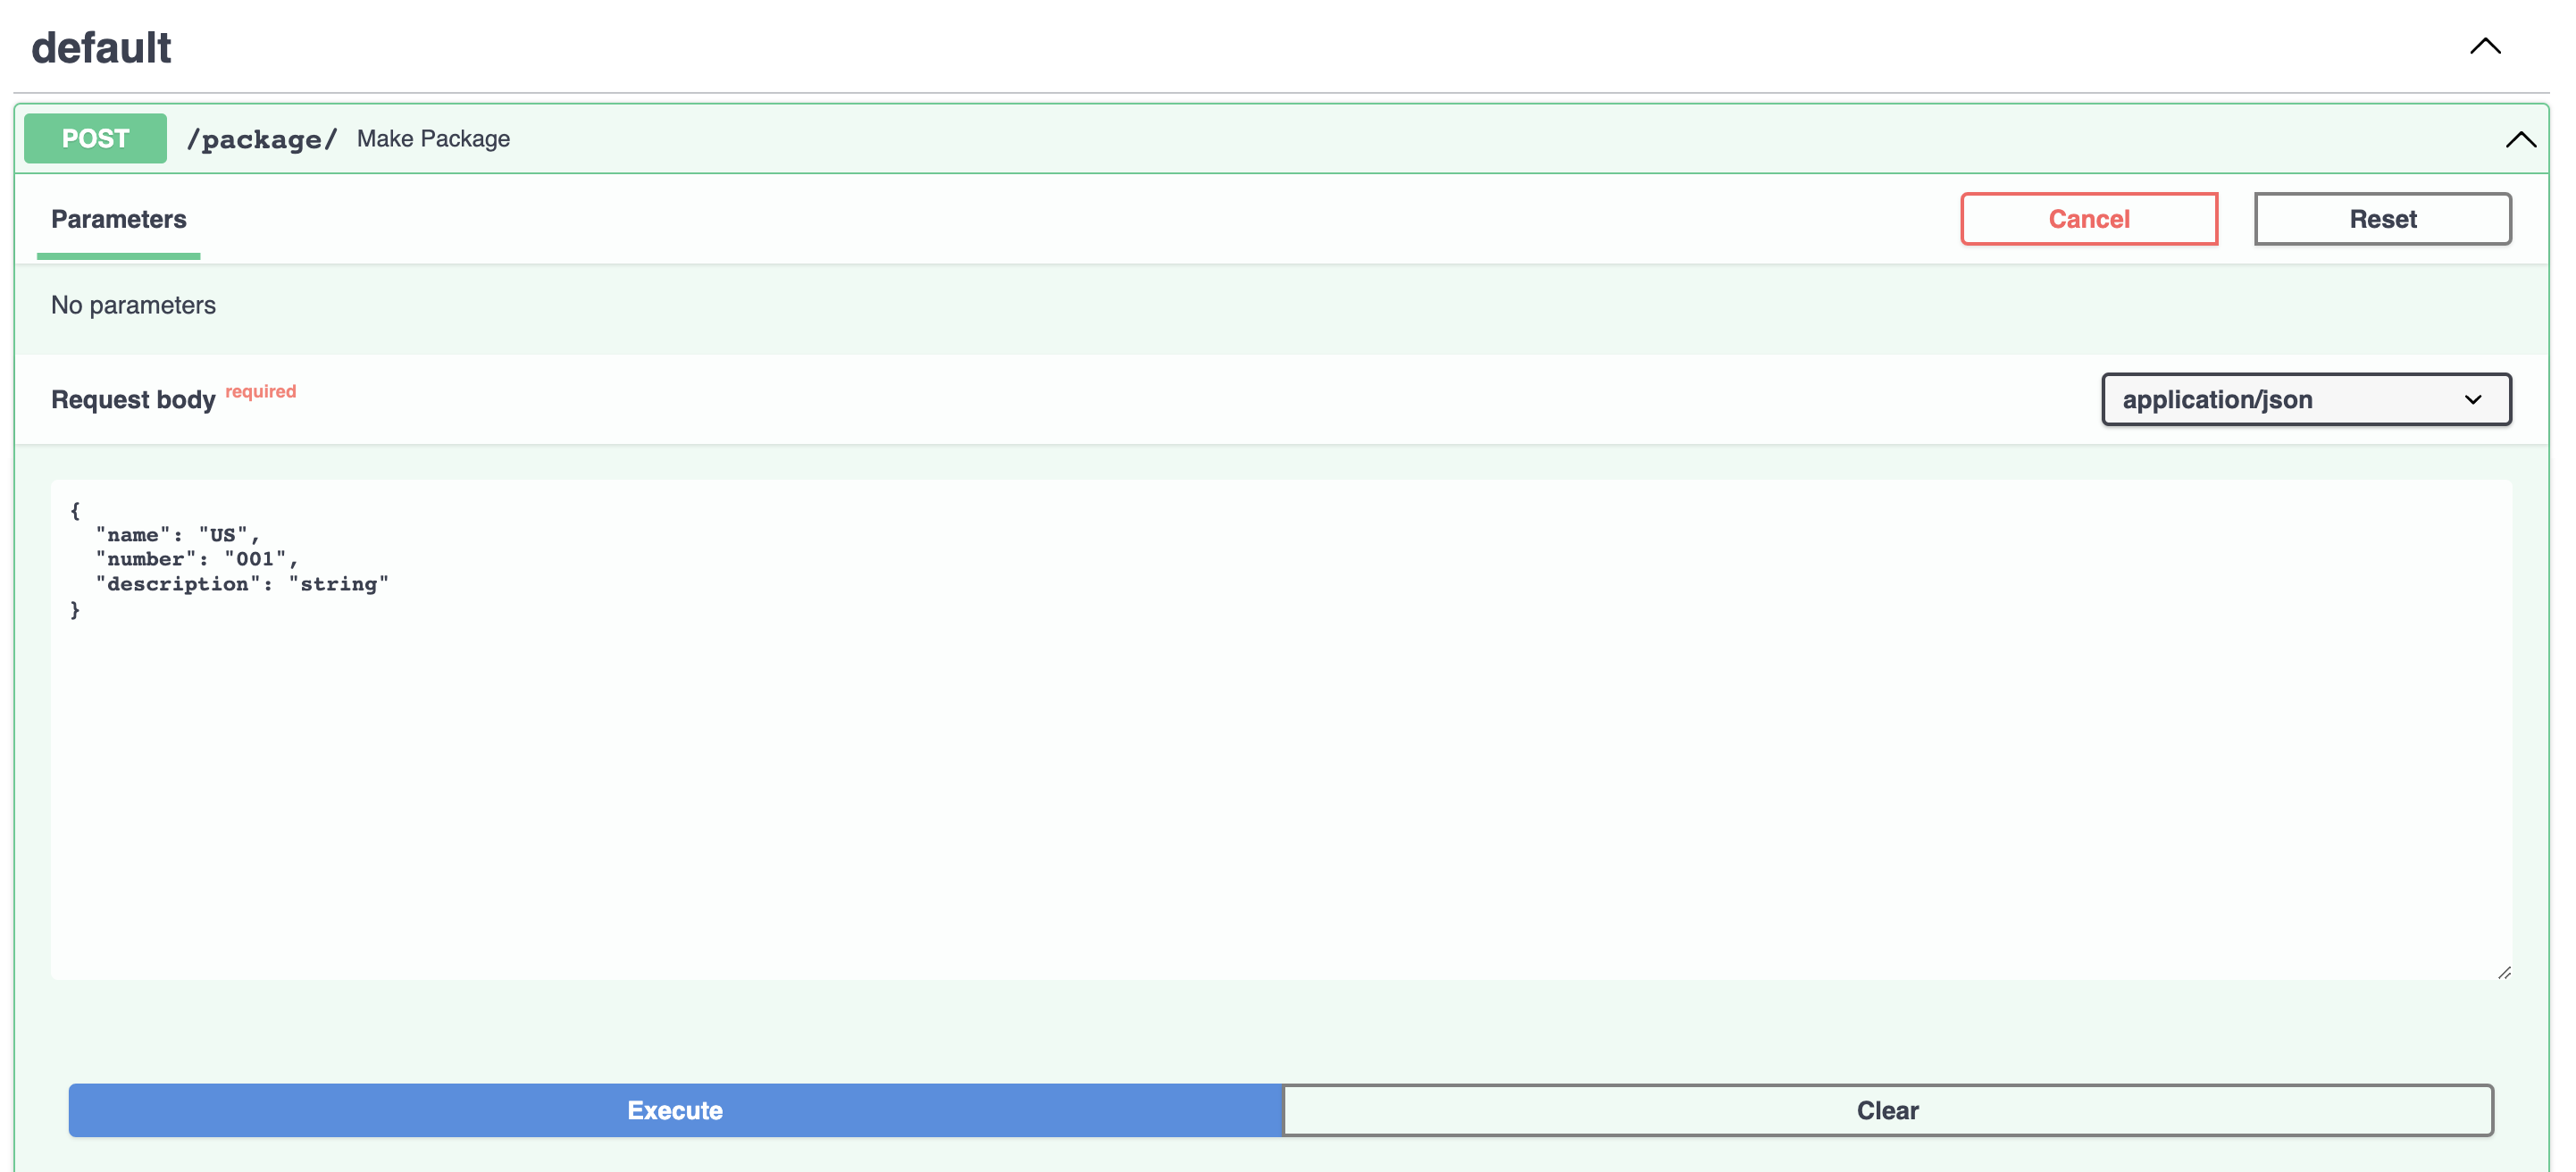 default
POST /package/ Make Package
Parameters
Cancel
Reset
No parameters
Request body required
application/json
{
  "name": "US",
  "number": "001",
  "description": "string"
}
Execute
Clear